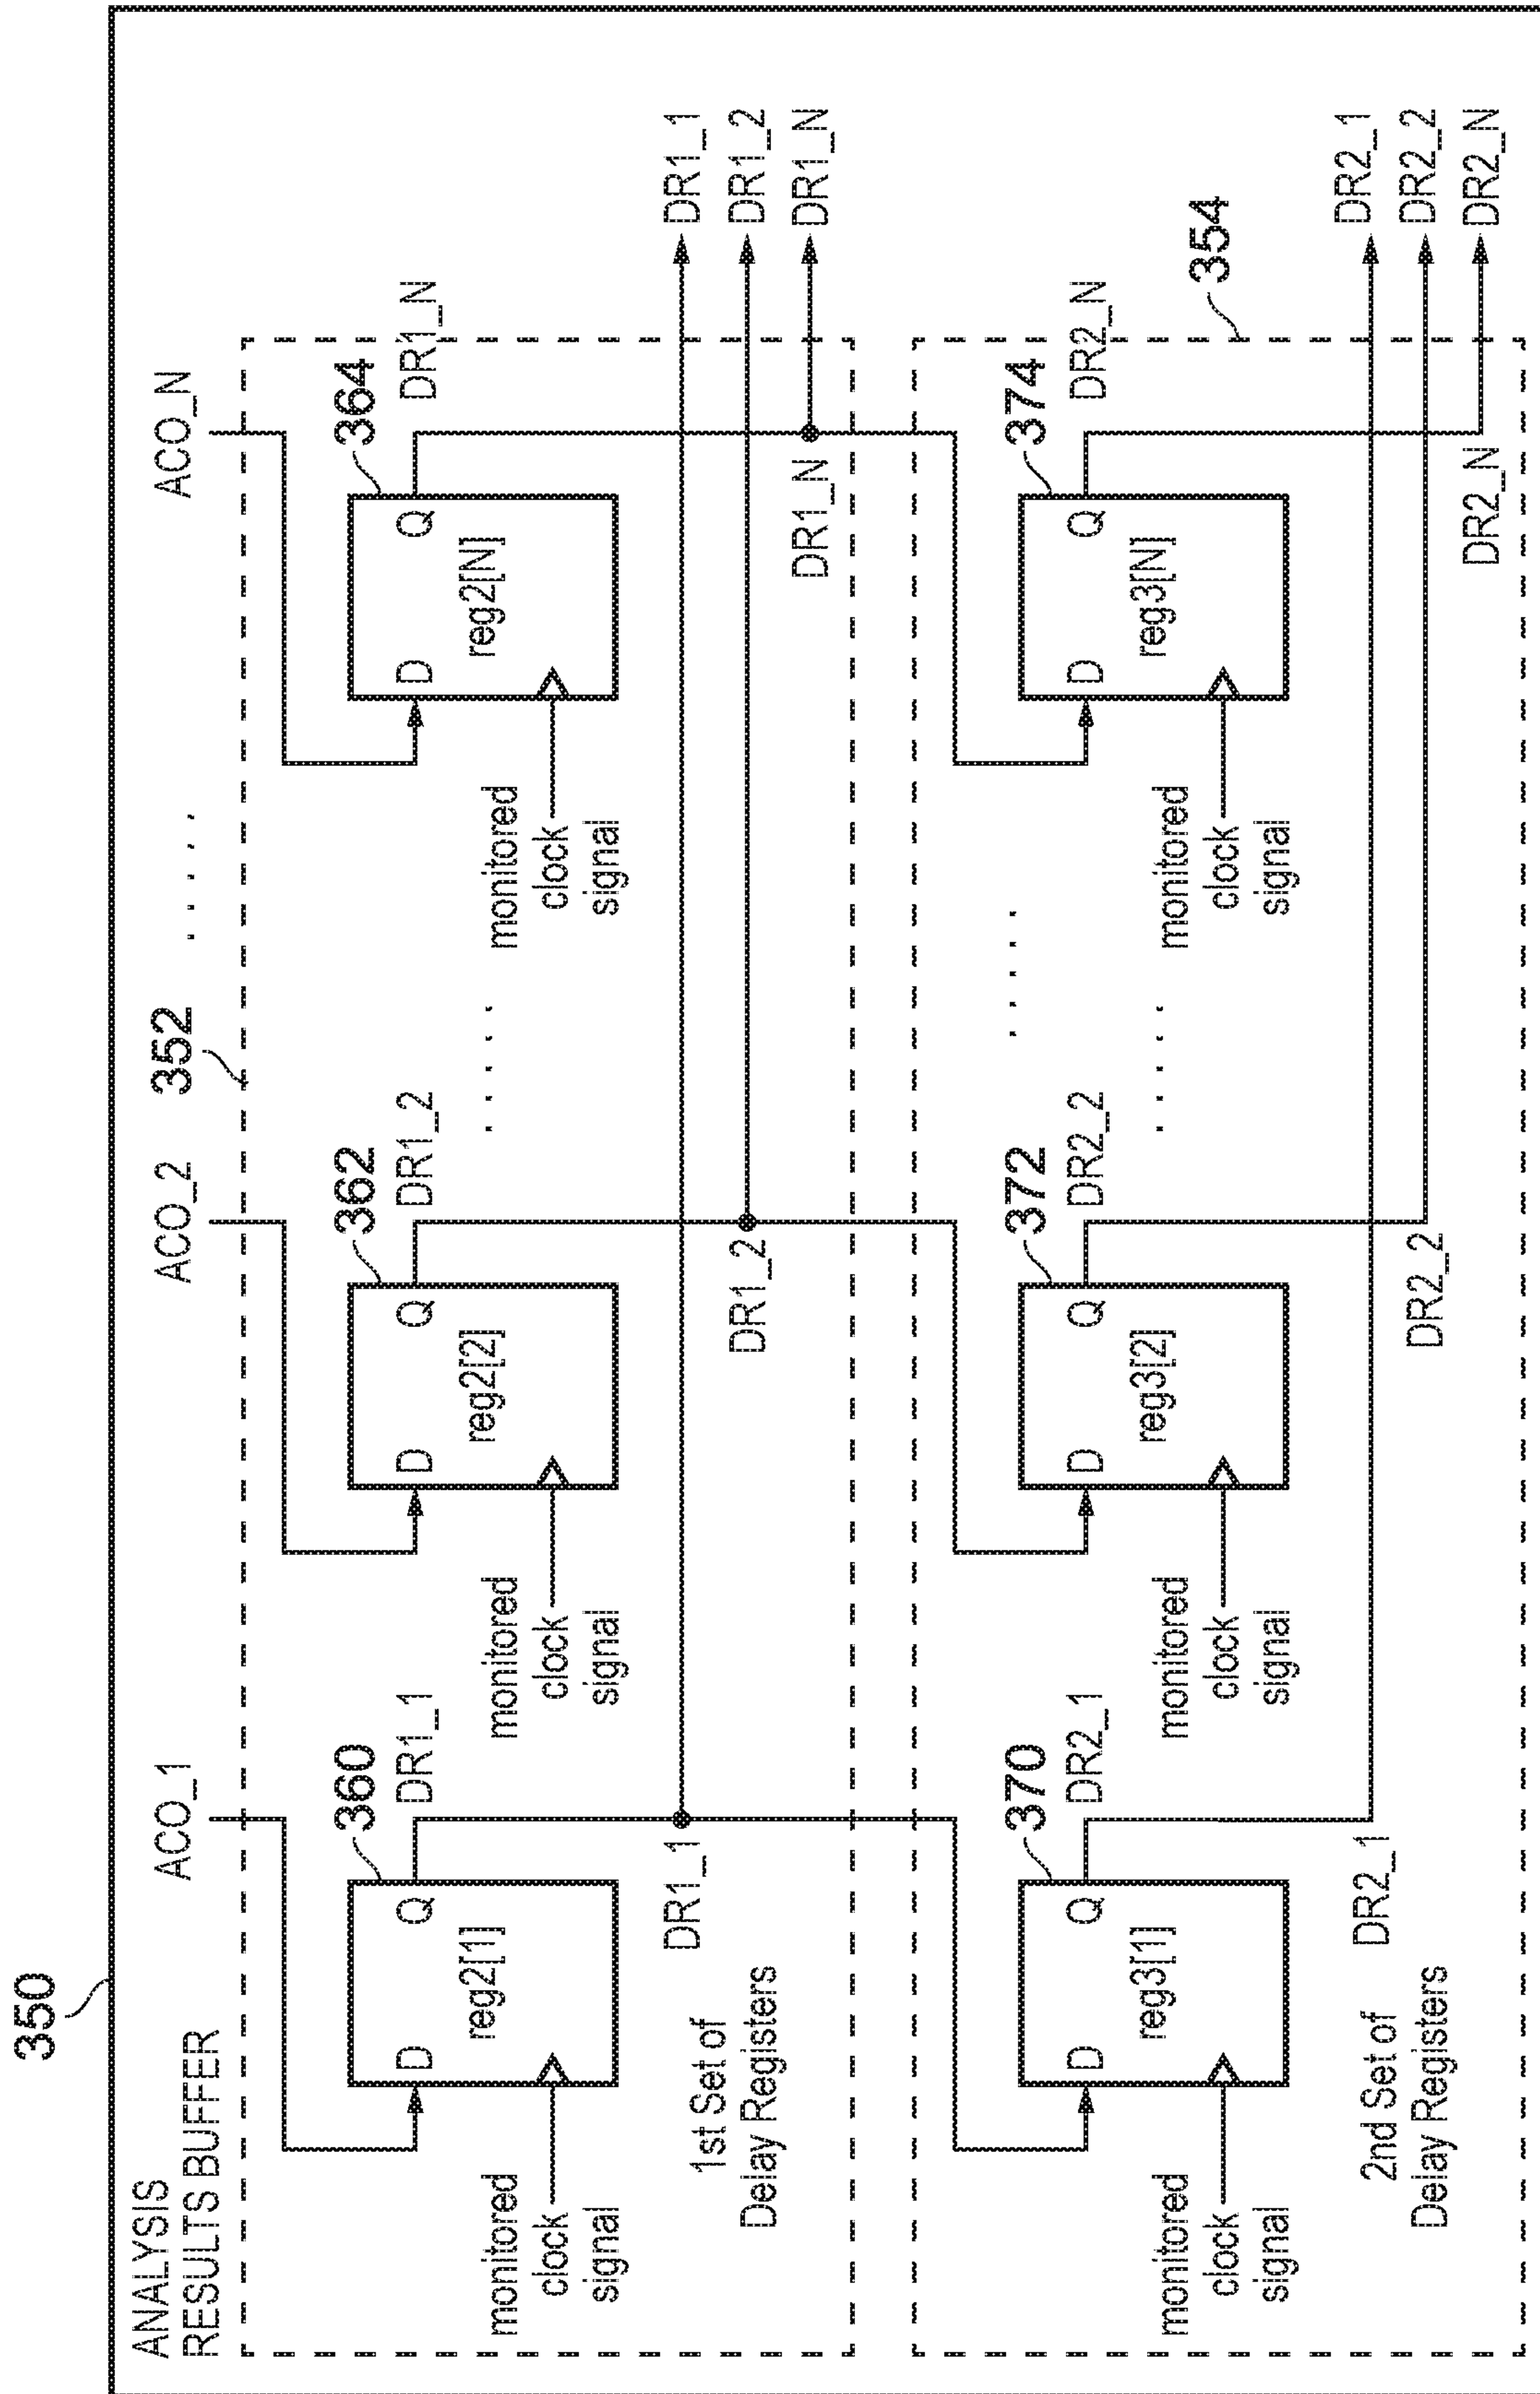 350
ANALYSIS
RESULTS BUFFER
ACO_1
ACO_2
352
. . . . .
ACO_N
360
DR1_1
362
DR1_2
364
DR1_N
D
Q
reg2[1]
D
Q
reg2[2]
. . . . .
D
Q
reg2[N]
monitored
clock
signal
monitored
clock
signal
monitored
clock
signal
DR1_1
DR1_2
DR1_N
1st Set of
Delay Registers
DR1_1
DR1_2
DR1_N
370
DR2_1
372
DR2_2
. . . . .
374
DR2_N
354
D
Q
reg3[1]
D
Q
reg3[2]
. . . . .
D
Q
reg3[N]
monitored
clock
signal
monitored
clock
signal
monitored
clock
signal
2nd Set of
Delay Registers
DR2_1
DR2_2
DR2_N
DR2_1
DR2_2
DR2_N